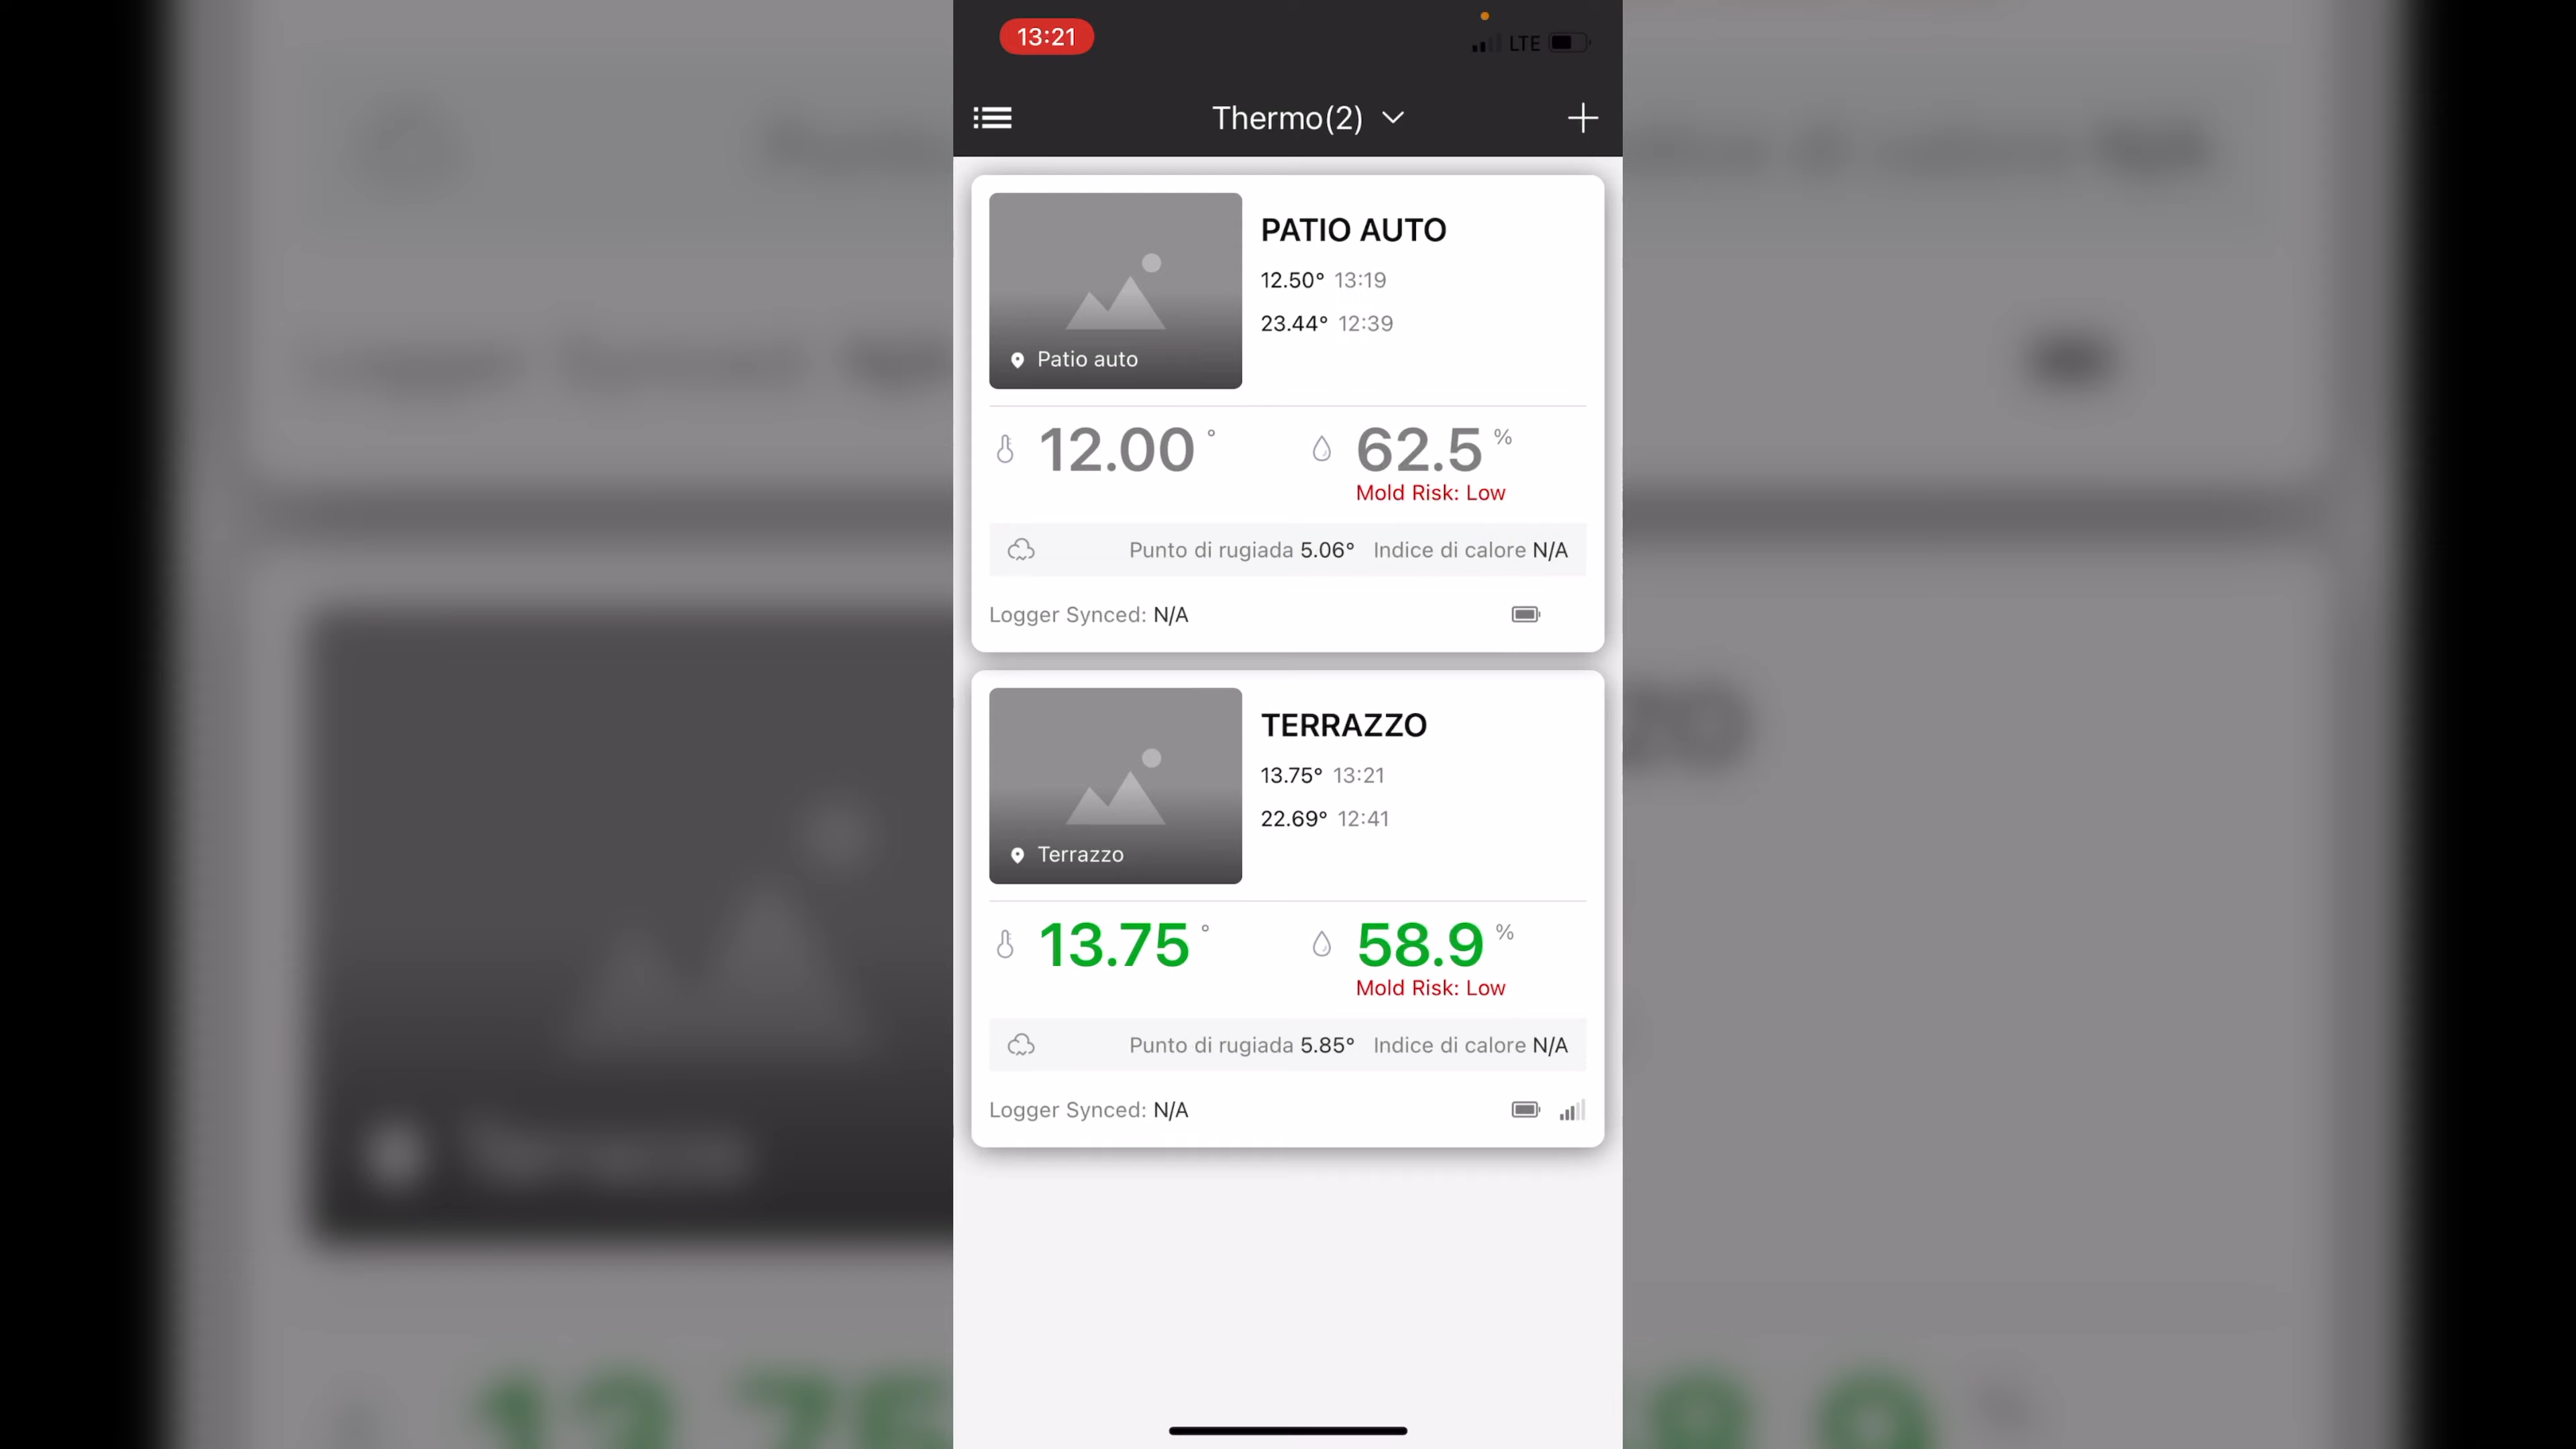 13:21
LTE
Thermo(2)
PATIO AUTO
12.50° 13:19
23.44° 12:39
Patio auto
12.00 °
62.5 %
Mold Risk: Low
Punto di rugiada 5.06° Indice di calore N/A
Logger Synced: N/A
TERRAZZO
13.75° 13:21
22.69° 12:41
Terrazzo
13.75 °
58.9 %
Mold Risk: Low
Punto di rugiada 5.85° Indice di calore N/A
Logger Synced: N/A